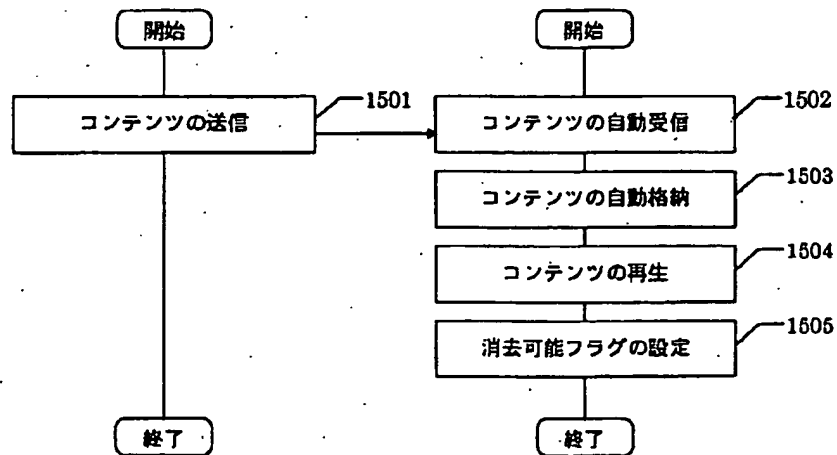 開始
コンテンツの送信
1501
終了
開始
コンテンツの自動受信
1502
コンテンツの自動格納
1503
コンテンツの再生
1504
消去可能フラグの設定
1505
終了